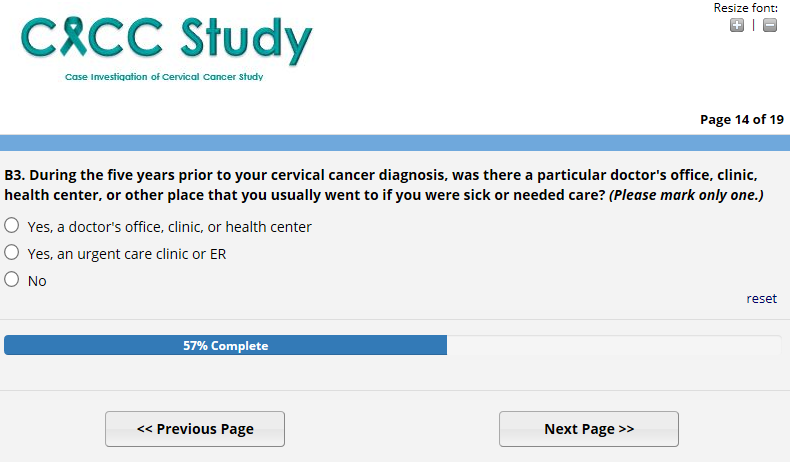 Resize font:
+ | −
CACC Study
Case Investigation of Cervical Cancer Study
Page 14 of 19
B3. During the five years prior to your cervical cancer diagnosis, was there a particular doctor's office, clinic,
health center, or other place that you usually went to if you were sick or needed care? (Please mark only one.)
Yes, a doctor's office, clinic, or health center
Yes, an urgent care clinic or ER
No
reset
57% Complete
<< Previous Page
Next Page >>